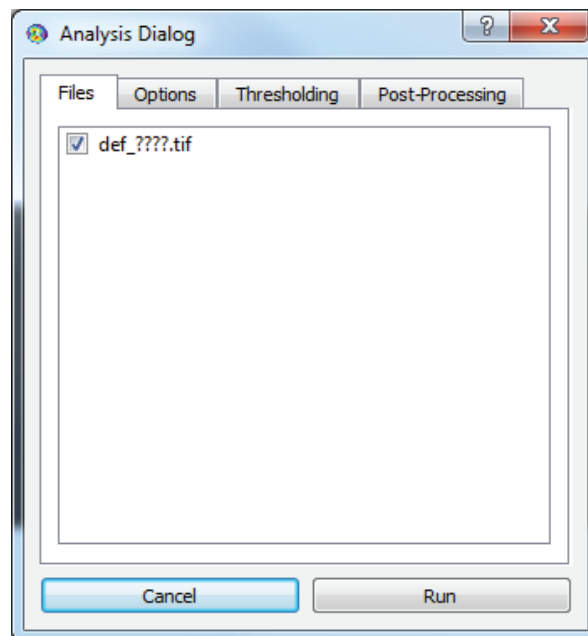 Analysis Dialog
Files Options Thresholding Post-Processing
def_????.tif
Cancel Run